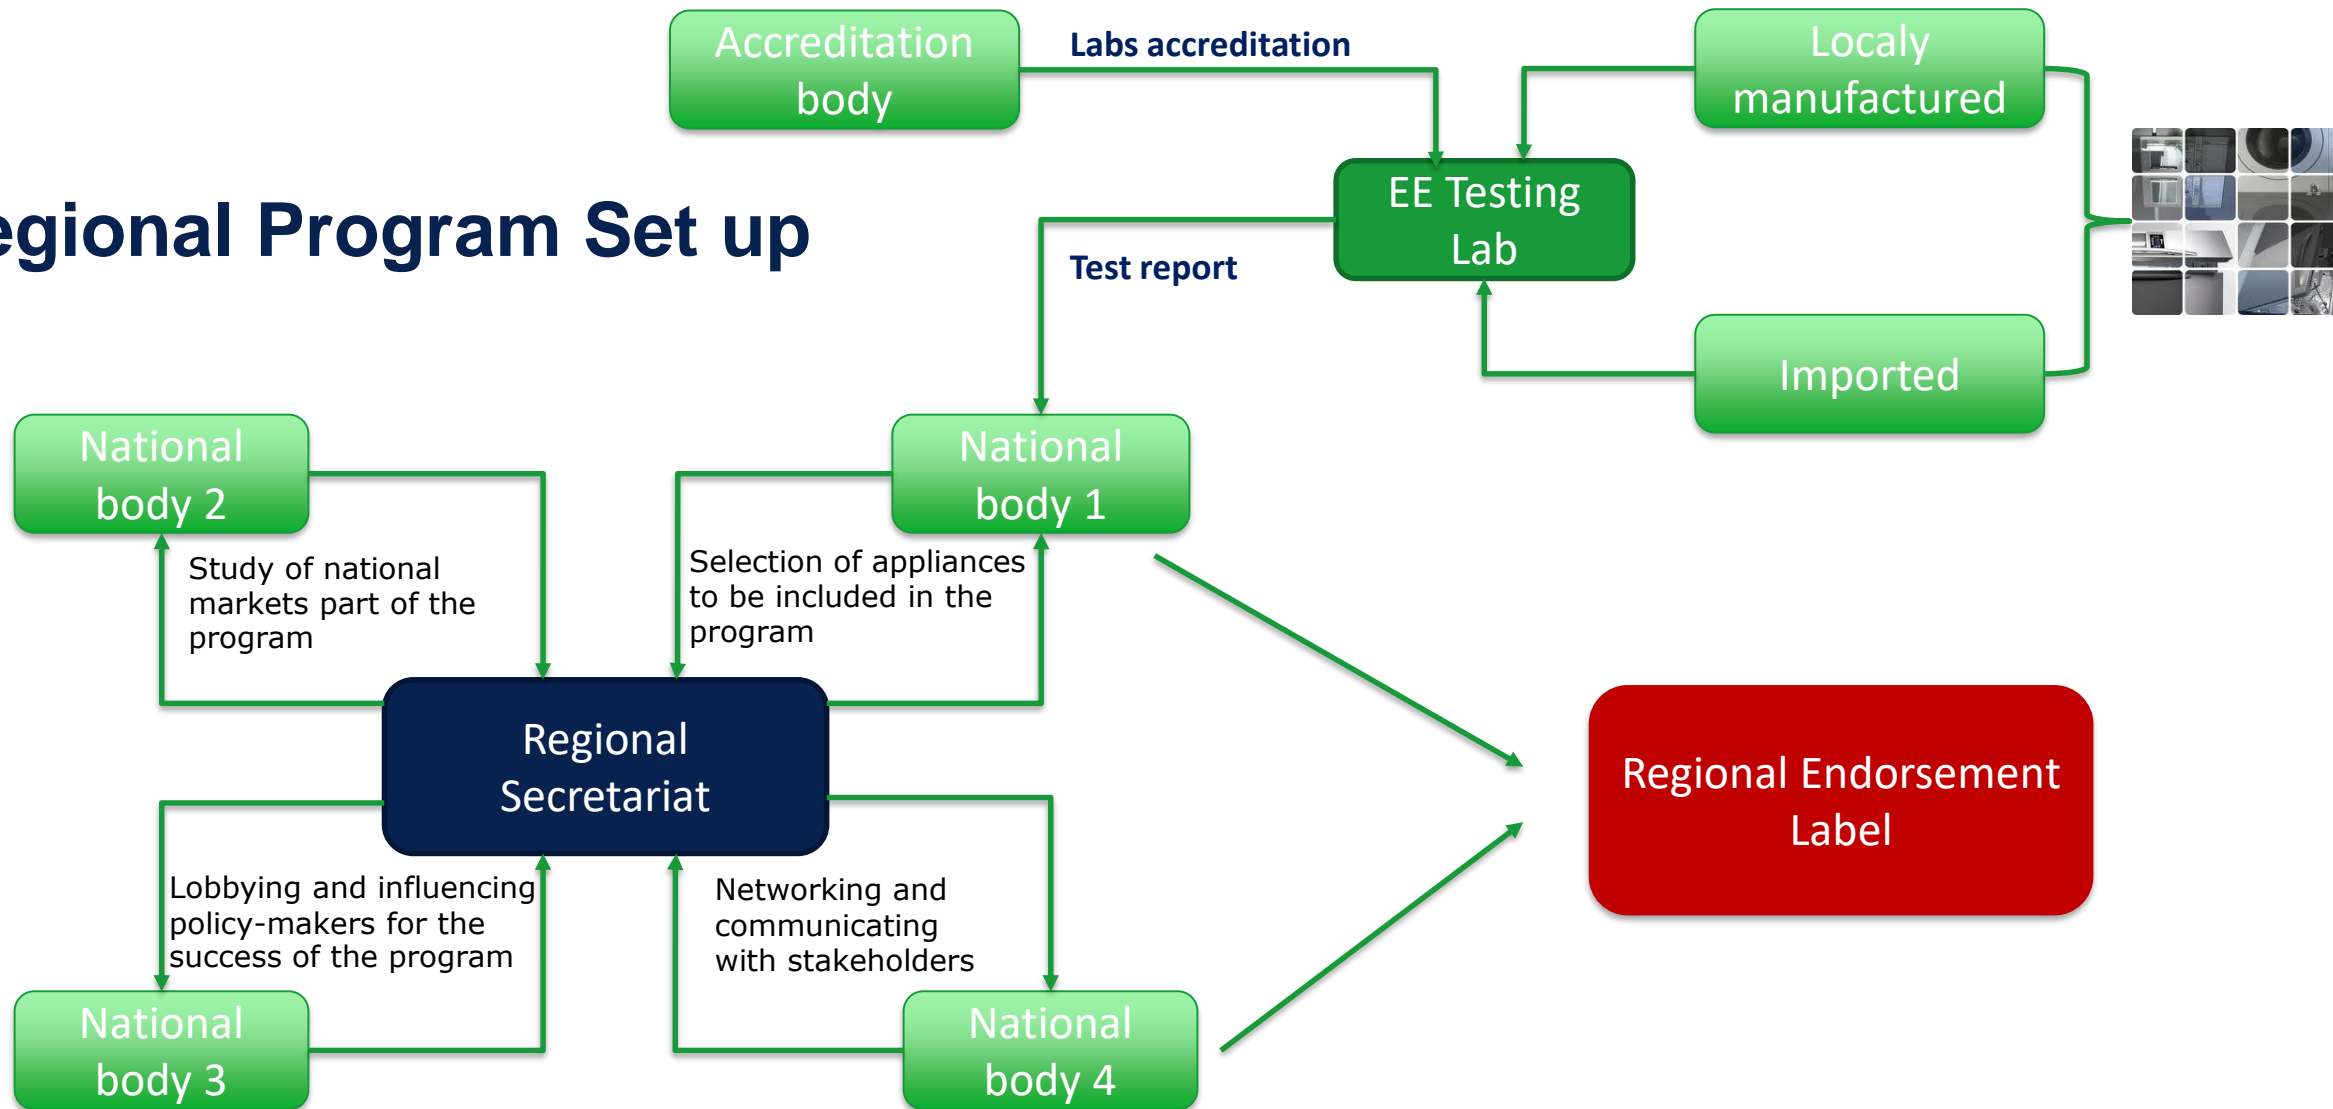 Accreditation
body
Labs accreditation
Localy
manufactured
egional Program Set up
EE Testing
Lab
Test report
Imported
National
body 2
National
body 1
Study of national
markets part of the
program
Selection of appliances
to be included in the
program
Regional
Secretariat
Regional Endorsement
Label
Lobbying and influencing
policy-makers for the
success of the program
Networking and
communicating
with stakeholders
National
body 3
National
body 4